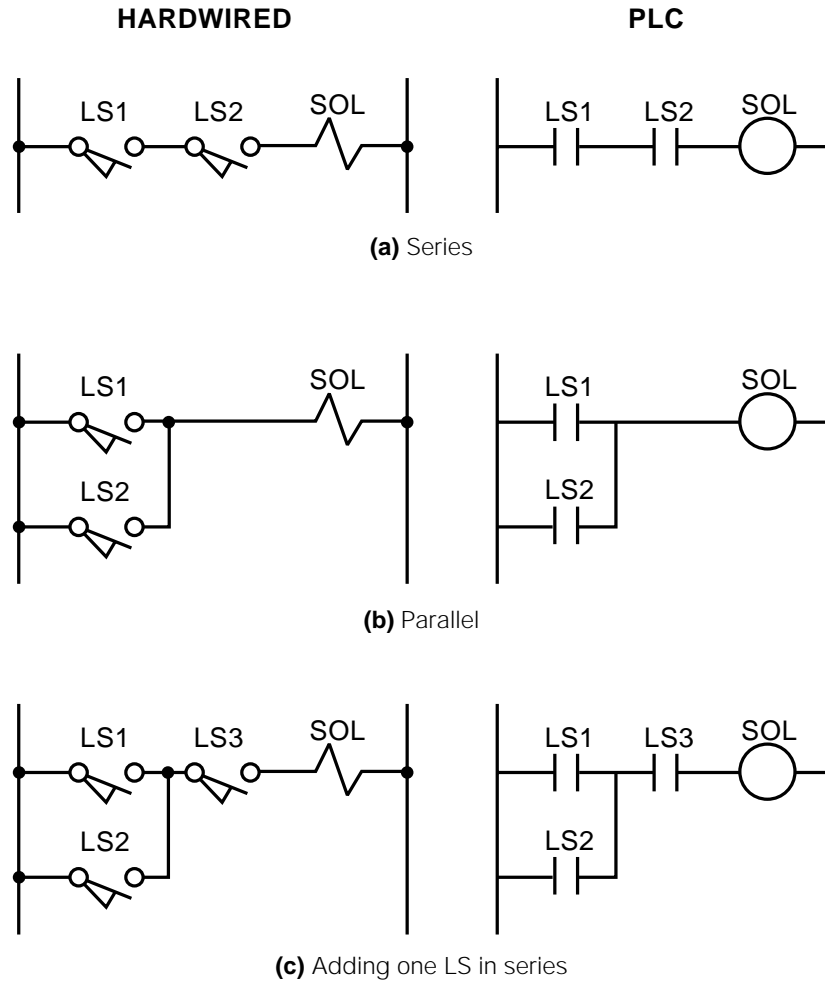 HARDWIRED PLC
LS1 LS2 SOL LS1 LS2 SOL
(a) Series
LS1 SOL LS1 SOL
LS2 LS2
(b) Parallel
LS1 LS3 SOL LS1 LS3 SOL
LS2 LS2
(c) Adding one LS in series